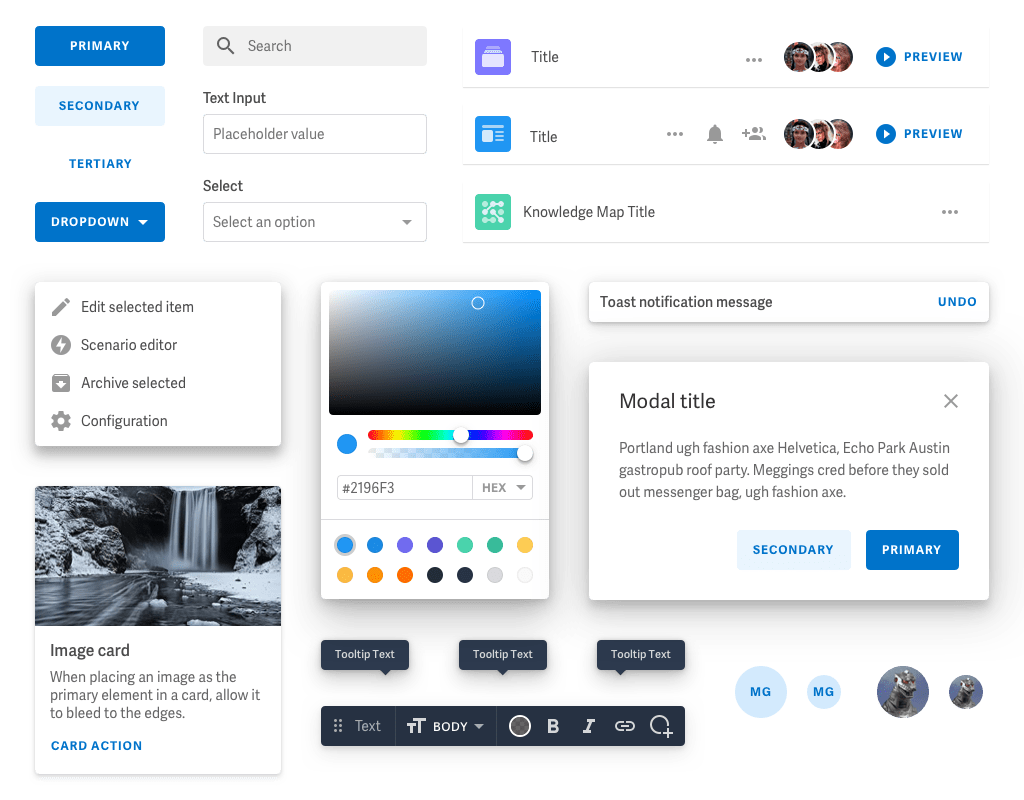 PRIMARY
SECONDARY
TERTIARY
DROPDOWN
Search
Text Input
Placeholder value
Select
Select an option
Title
PREVIEW
Title
PREVIEW
Knowledge Map Title
Edit selected item
Scenario editor
Archive selected
Configuration
#2196F3
HEX
Toast notification message
UNDO
Modal title
Portland ugh fashion axe Helvetica, Echo Park Austin
gastropub roof party. Meggings cred before they sold
out messenger bag, ugh fashion axe.
SECONDARY
PRIMARY
Image card
When placing an image as the
primary element in a card, allow it
to bleed to the edges.
CARD ACTION
Tooltip Text
Tooltip Text
Tooltip Text
Text
TT
BODY
B
I
MG
MG